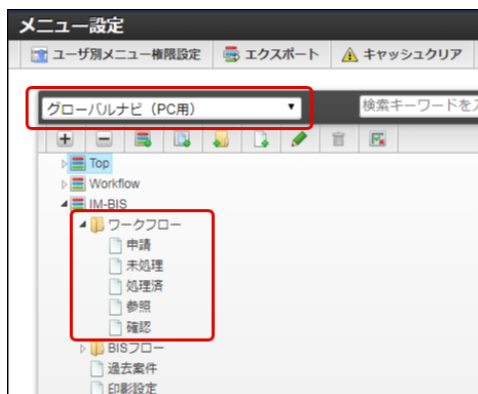 メニュー設定
ユーザ別メニュー権限設定 エクスポート キャッシュクリア
グローバルナビ（PC用） 検索キーワードを
Top
Workflow
IM-BIS
ワークフロー
申請
未処理
処理済
参照
確認
BISフロー
過去案件
印影設定